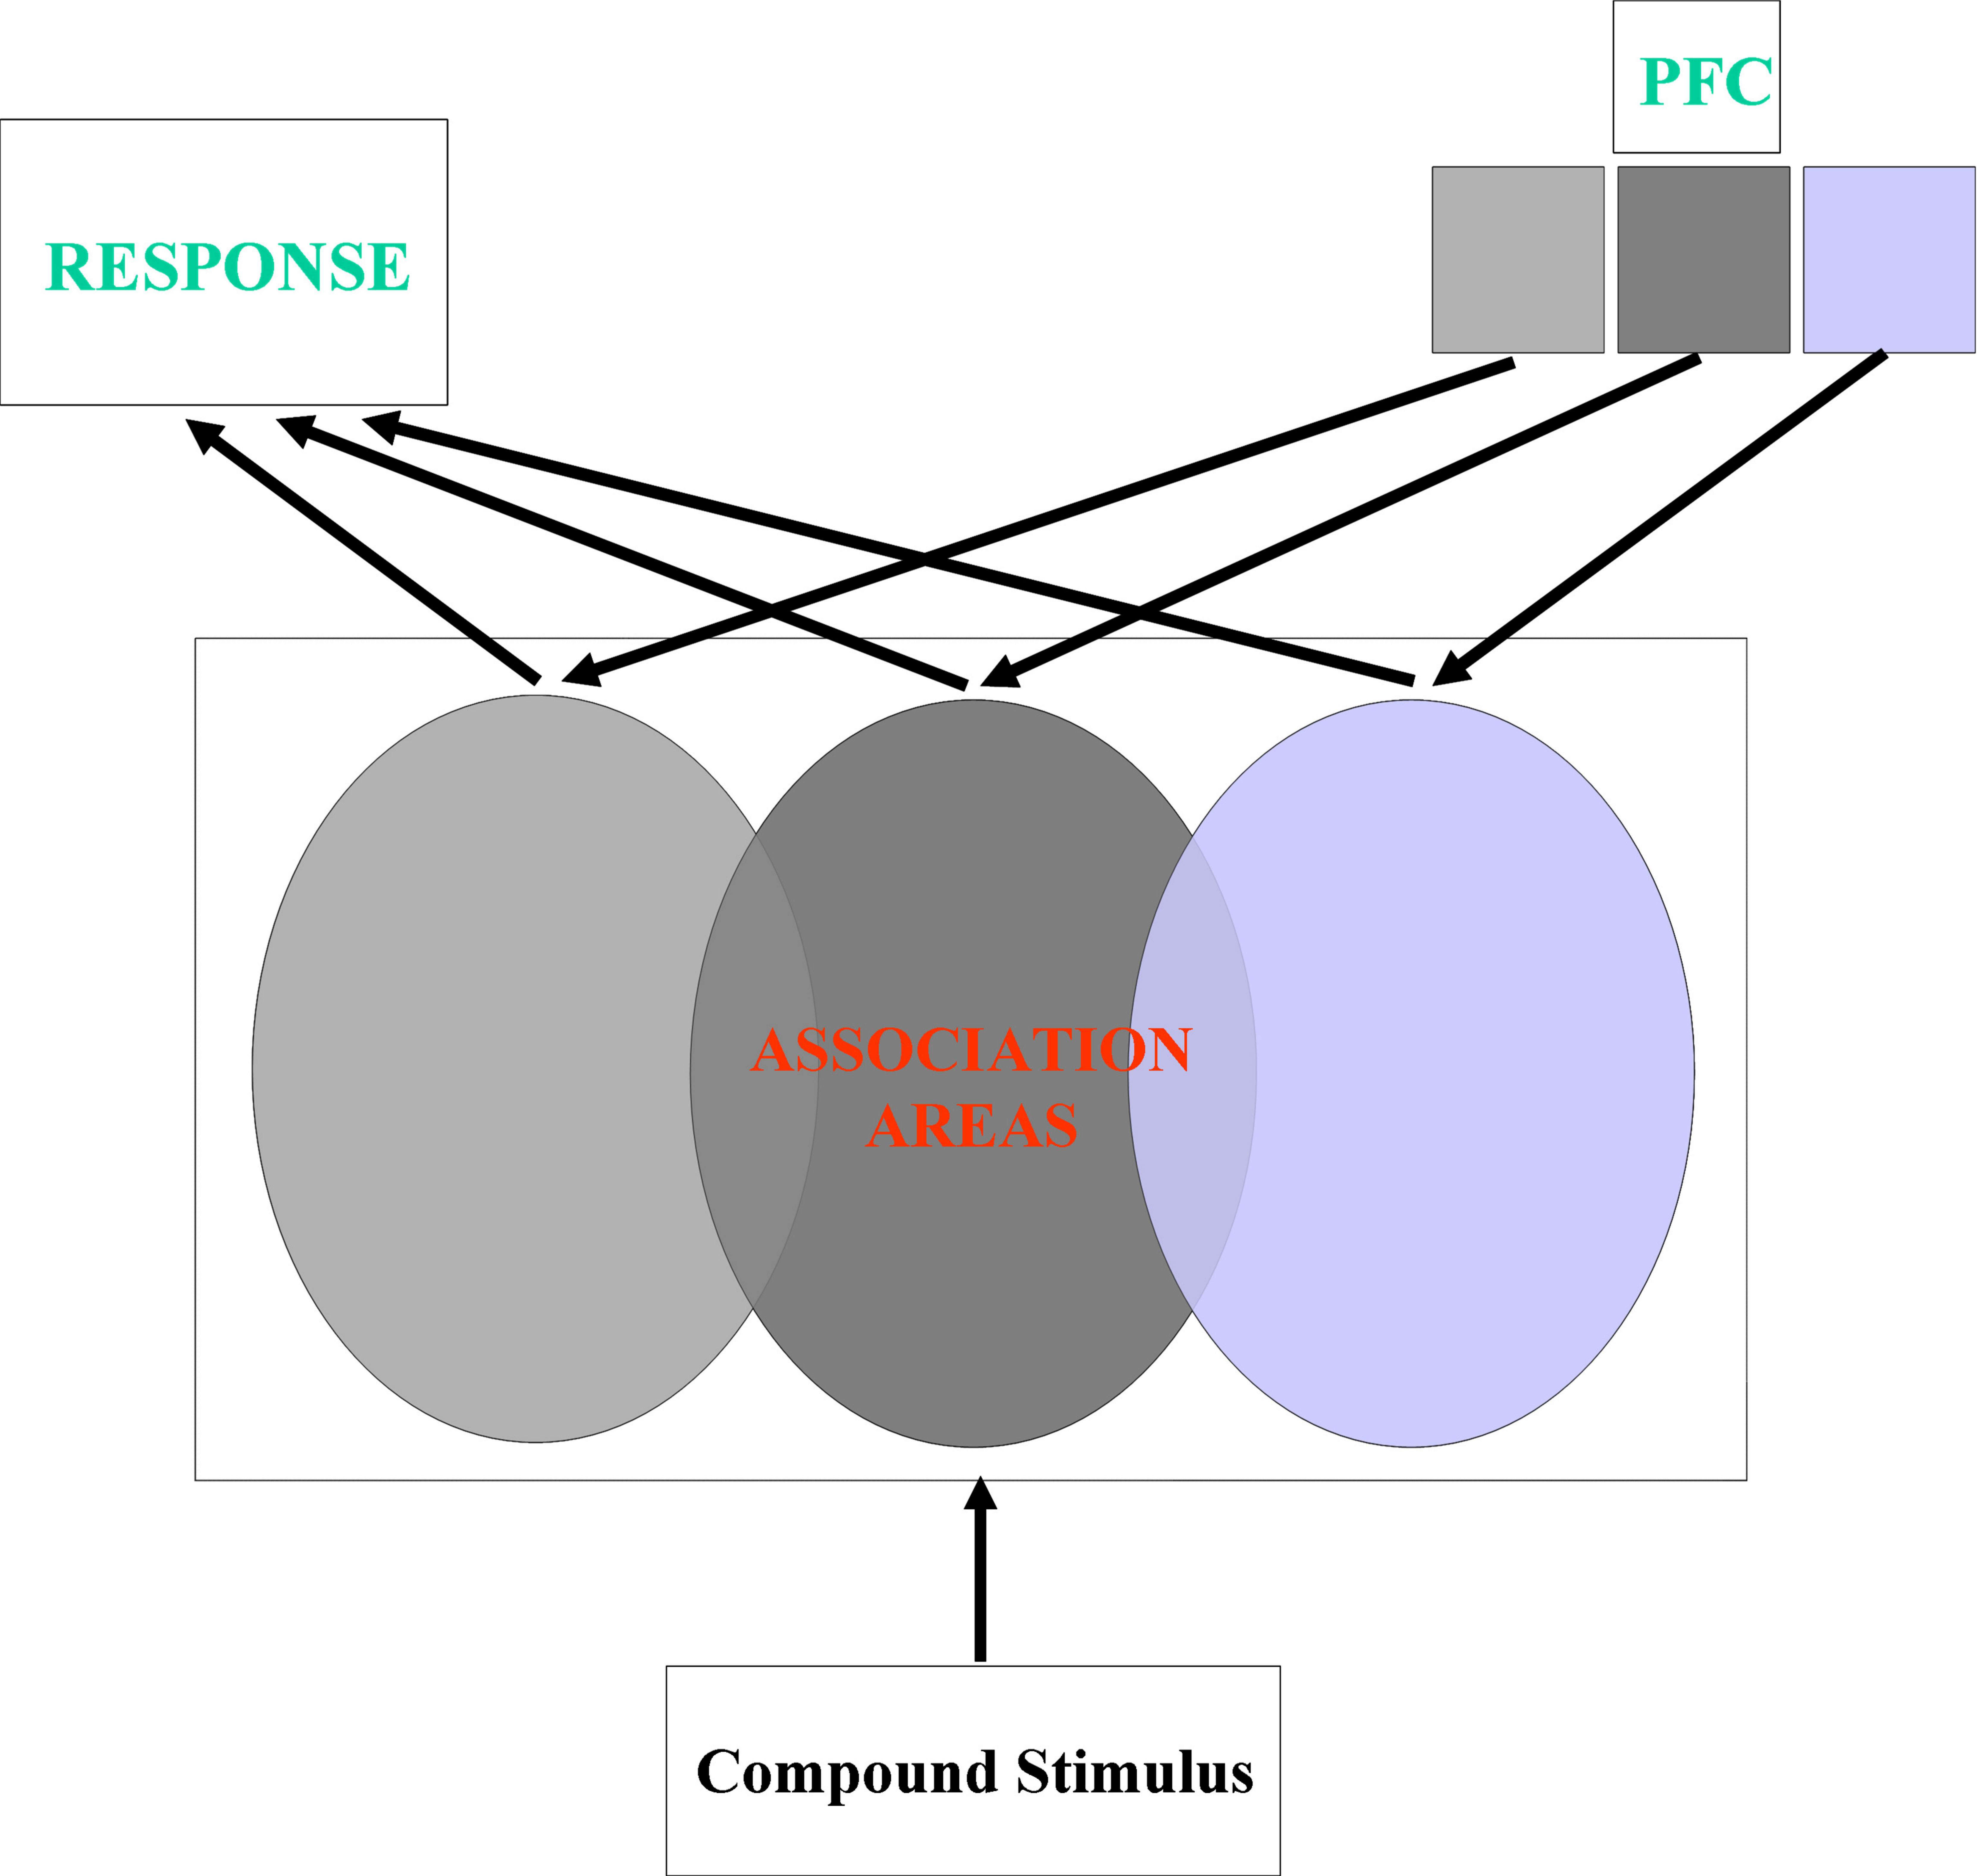 PFC
RESPONSE
ASSOCIATION
AREAS
Compound Stimulus